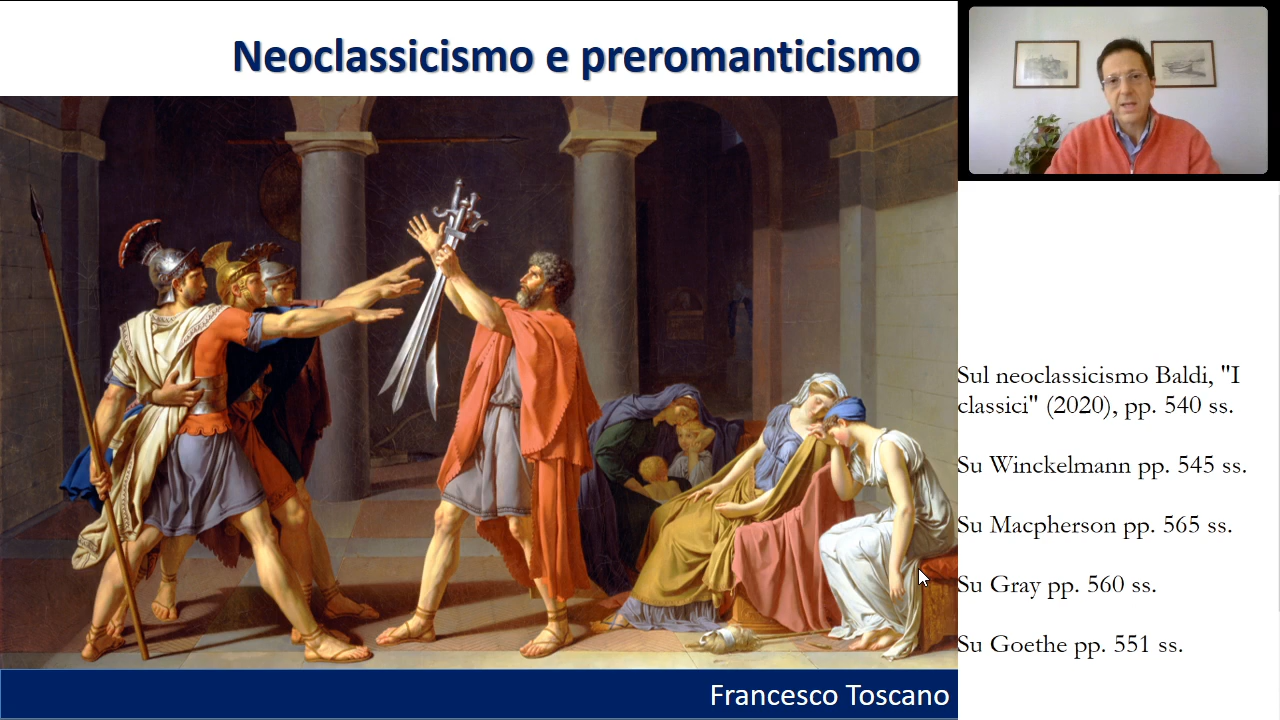 Neoclassicismo e preromanticismo
Sul neoclassicismo Baldi, "I
classici" (2020), pp. 540 ss.
Su Winckelmann pp. 545 ss.
Su Macpherson pp. 565 ss.
Su Gray pp. 560 ss.
Su Goethe pp. 551 ss.
Francesco Toscano